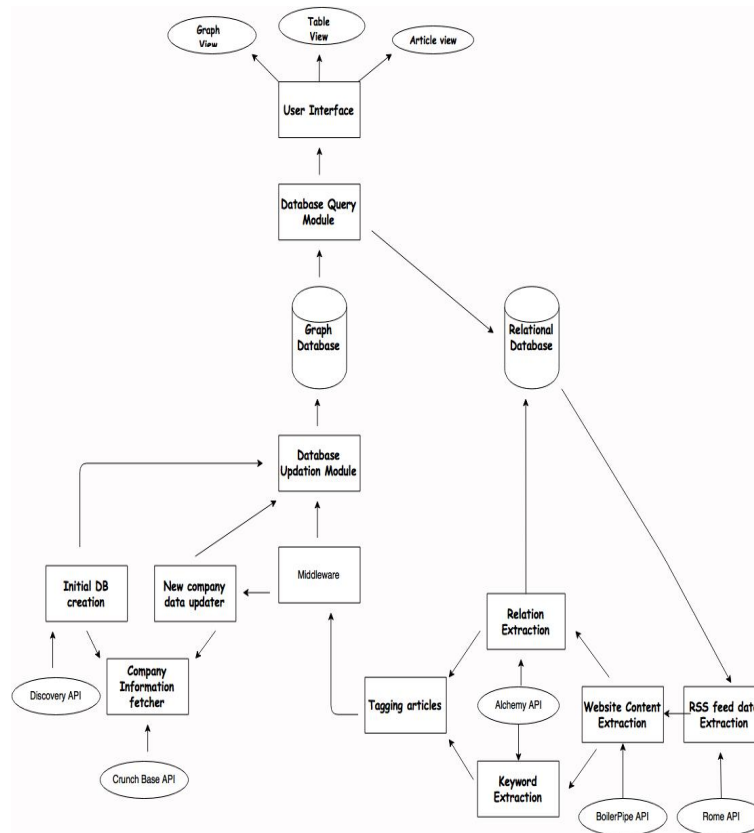 Graph
View
Table
View
Article view
User Interface
Database Query
Module
Graph
Database
Relational
Database
Database
Updation Module
Initial DB
creation
New company
data updater
Middleware
Relation
Extraction
Company
Information
fetcher
Discovery API
Tagging articles
Alchemy API
Website Content
Extraction
RSS feed data
Extraction
Crunch Base API
Keyword
Extraction
BoilerPipe API
Rome API